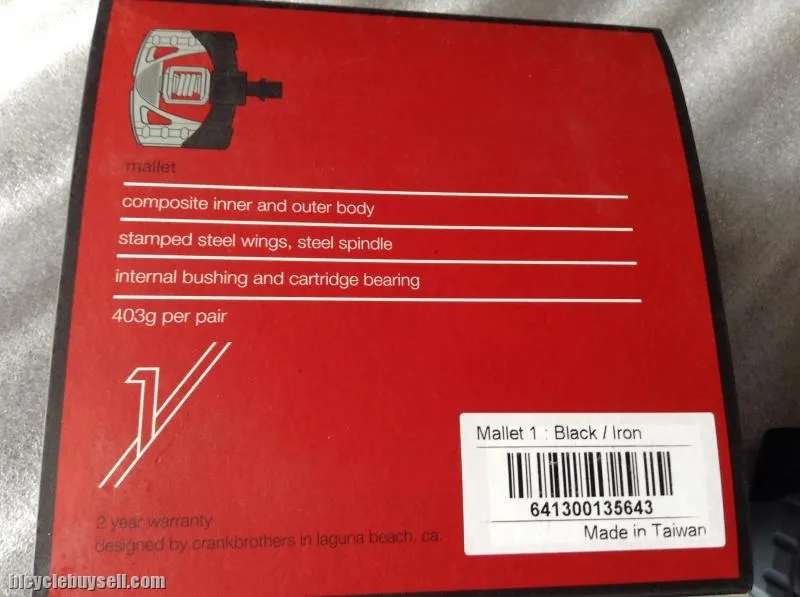 mallet
composite inner and outer body
stamped steel wings, steel spindle
internal bushing and cartridge bearing
403g per pair
1
Mallet 1 : Black / Iron
641300135643
Made in Taiwan
2 year warranty
designed by crankbrothers in laguna beach, ca.
bicyclebuysell.com